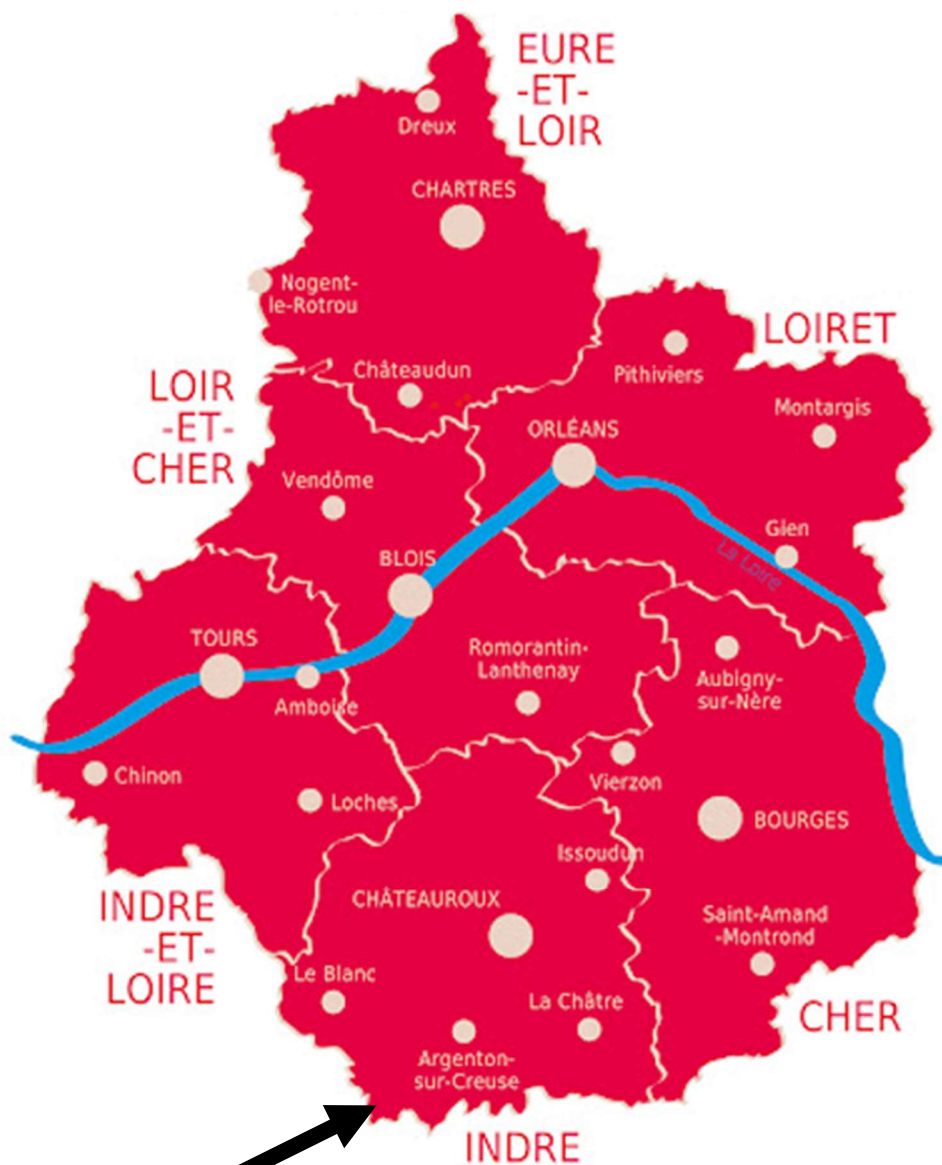 EURE
-ET-
LOIR
Dreux
CHARTRES
Nogent-
le-Rotrou
LOIRET
Châteaudun
Pithiviers
LOIR
-ET-
CHER
Montargis
ORLÉANS
Vendôme
Gien
La Loire
BLOIS
TOURS
Romorantin-
Lanthenay
Aubigny-
sur-Nère
Amboise
Chinon
Vierzon
Loches
BOURGES
Issoudun
CHÂTEAUROUX
INDRE
-ET-
LOIRE
Saint-Amand
-Montrond
Le Blanc
La Châtre
CHER
Argenton-
sur-Creuse
INDRE